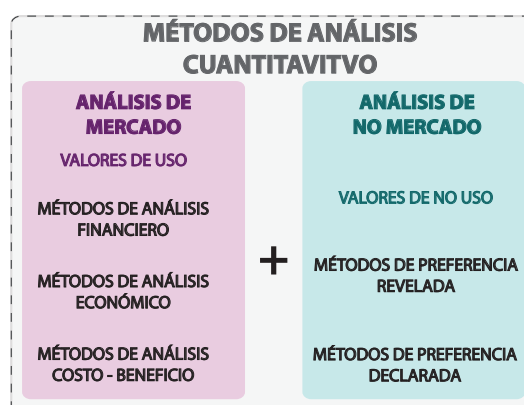 MÉTODOS DE ANÁLISIS
CUANTITAVITVO
ANÁLISIS DE
MERCADO
VALORES DE USO
MÉTODOS DE ANÁLISIS
FINANCIERO
MÉTODOS DE ANÁLISIS
ECONÓMICO
MÉTODOS DE ANÁLISIS
COSTO - BENEFICIO
+
ANÁLISIS DE
NO MERCADO
VALORES DE NO USO
MÉTODOS DE PREFERENCIA
REVELADA
MÉTODOS DE PREFERENCIA
DECLARADA